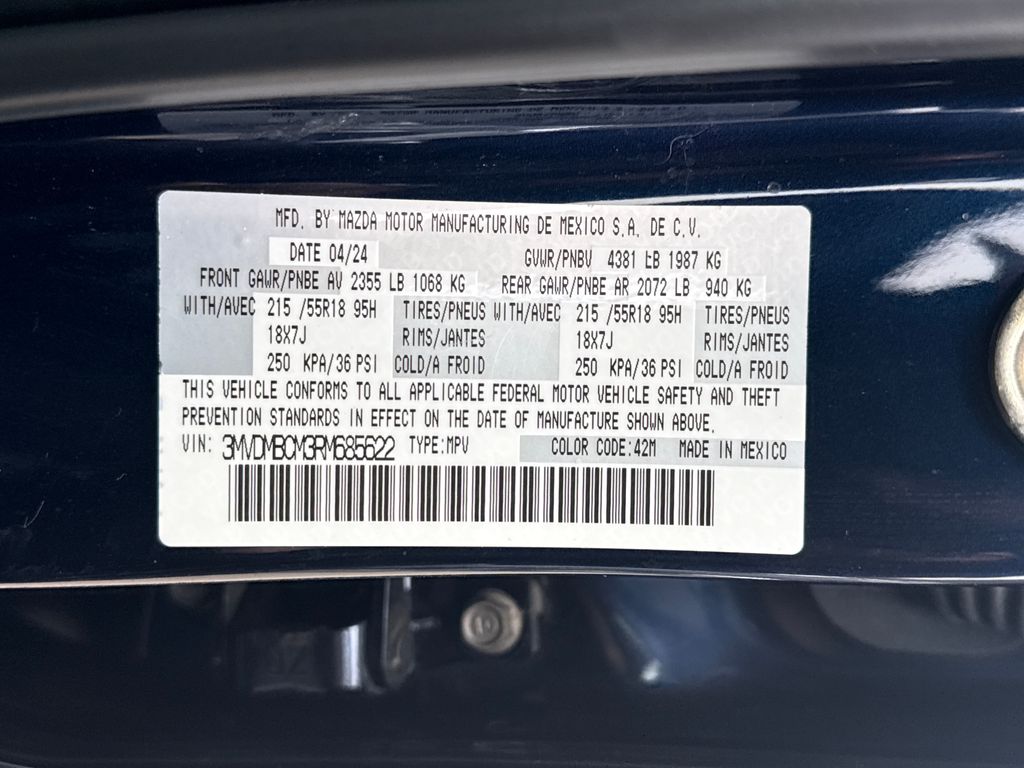 MFD. BY MAZDA MOTOR MANUFACTURING DE MEXICO S.A. DE C.V.
DATE 04/24 GVWR/PNBV 4381 LB 1987 KG
FRONT GAWR/PNBE AV 2355 LB 1068 KG REAR GAWR/PNBE AR 2072 LB 940 KG
WITH/AVEC 215 /55R18 95H TIRES/PNEUS WITH/AVEC 215 /55R18 95H TIRES/PNEUS
18X7J RIMS/JANTES 18X7J RIMS/JANTES
250 KPA/36 PSI COLD/A FROID 250 KPA/36 PSI COLD/A FROID
THIS VEHICLE CONFORMS TO ALL APPLICABLE FEDERAL MOTOR VEHICLE SAFETY AND THEFT
PREVENTION STANDARDS IN EFFECT ON THE DATE OF MANUFACTURE SHOWN ABOVE.
VIN: 3MVDMBCM3RM685622 TYPE:MPV COLOR CODE:42M MADE IN MEXICO